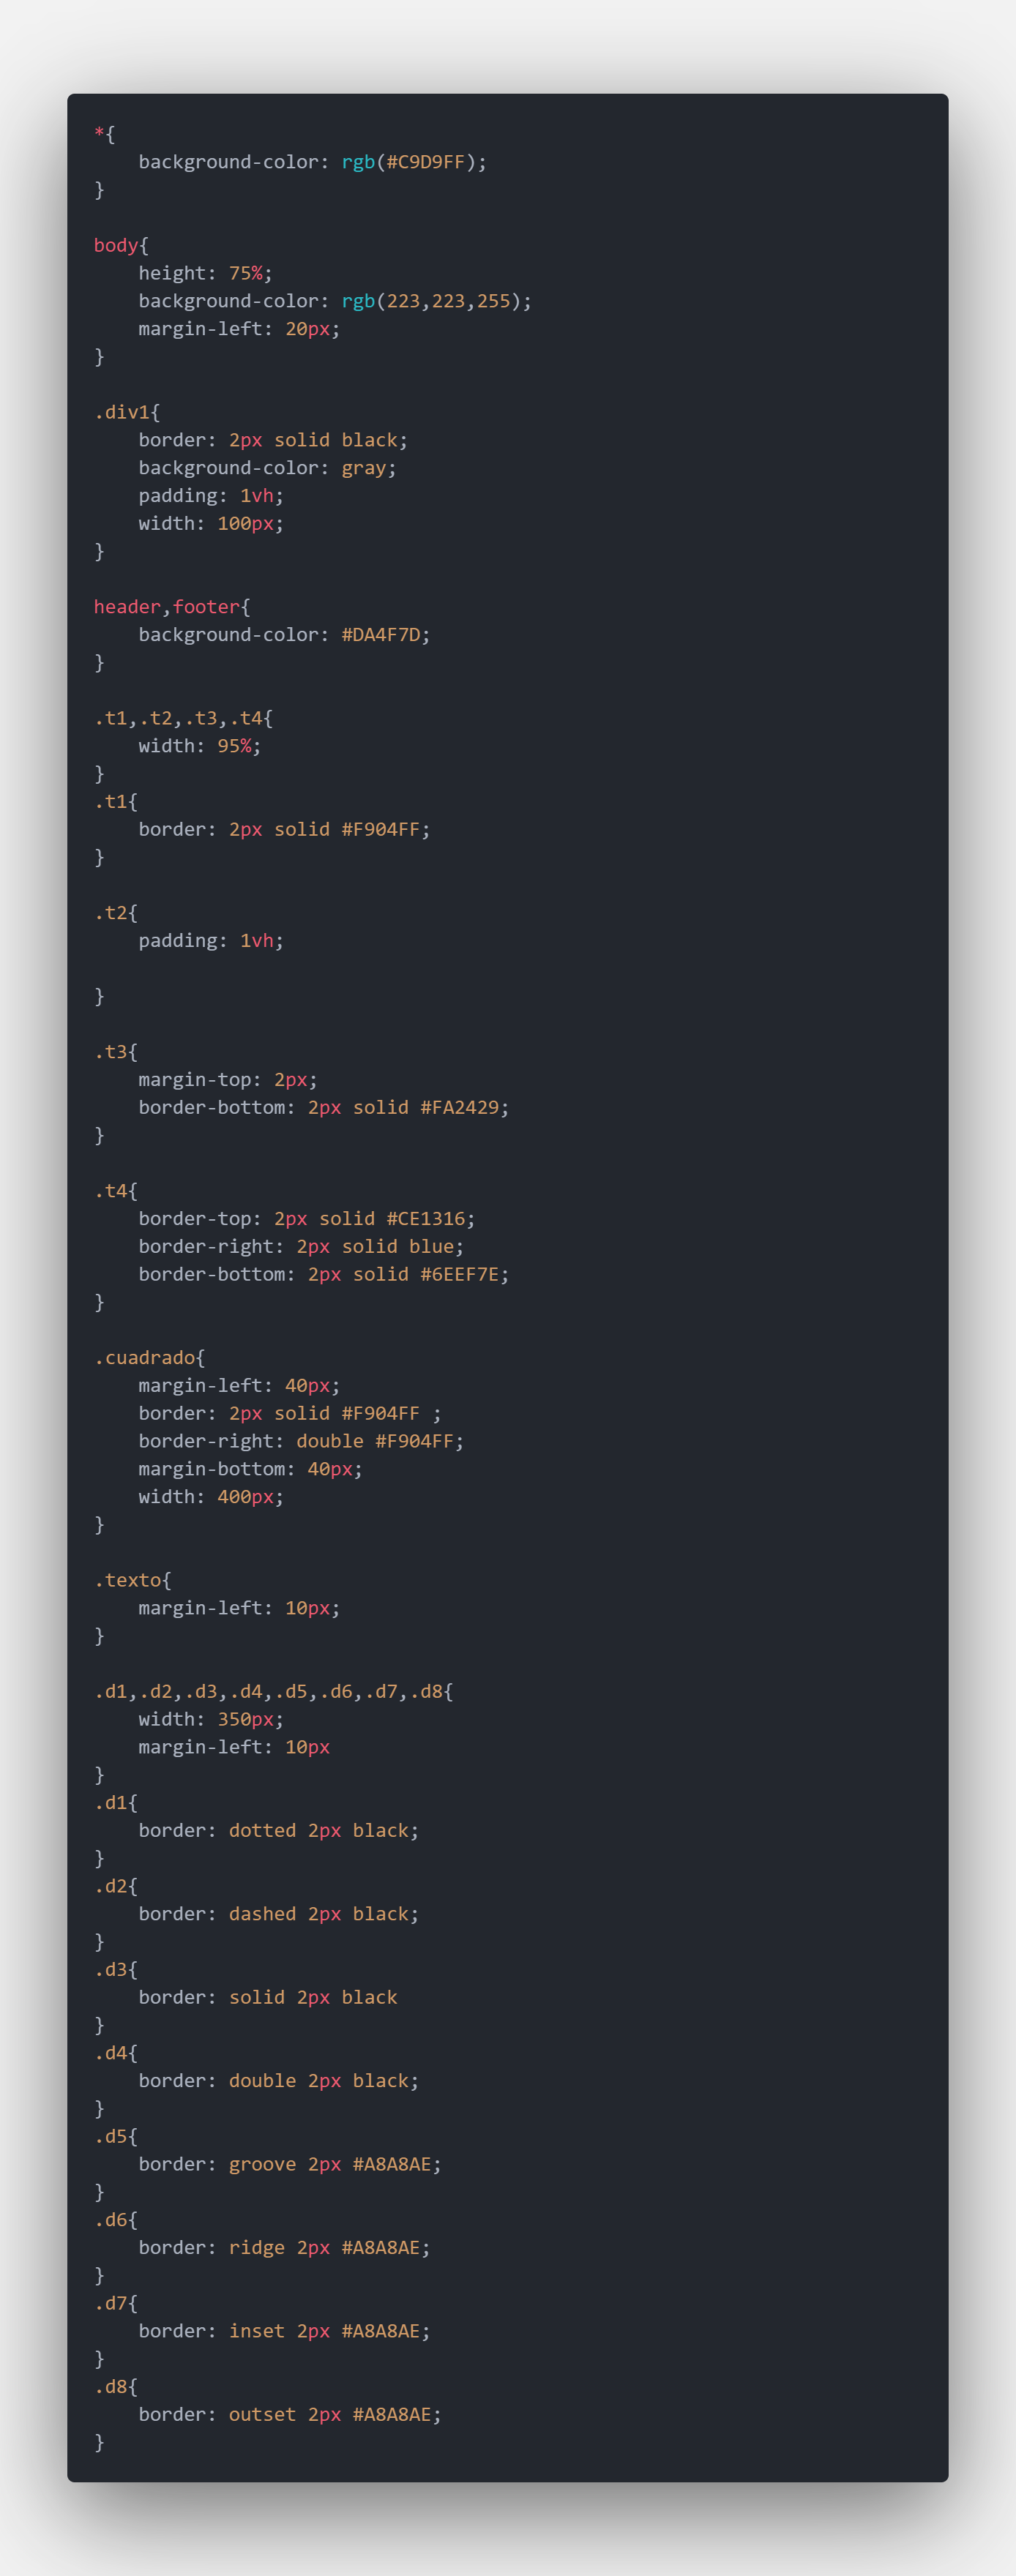 *{
    background-color: rgb(#C9D9FF);
}

body{
    height: 75%;
    background-color: rgb(223,223,255);
    margin-left: 20px;
}

.div1{
    border: 2px solid black;
    background-color: gray;
    padding: 1vh;
    width: 100px;
}

header,footer{
    background-color: #DA4F7D;
}

.t1,.t2,.t3,.t4{
    width: 95%;
}
.t1{
    border: 2px solid #F904FF;
}

.t2{
    padding: 1vh;

}

.t3{
    margin-top: 2px;
    border-bottom: 2px solid #FA2429;
}

.t4{
    border-top: 2px solid #CE1316;
    border-right: 2px solid blue;
    border-bottom: 2px solid #6EEF7E;
}

.cuadrado{
    margin-left: 40px;
    border: 2px solid #F904FF ;
    border-right: double #F904FF;
    margin-bottom: 40px;
    width: 400px;
}

.texto{
    margin-left: 10px;
}

.d1,.d2,.d3,.d4,.d5,.d6,.d7,.d8{
    width: 350px;
    margin-left: 10px
}
.d1{
    border: dotted 2px black;
}
.d2{
    border: dashed 2px black;
}
.d3{
    border: solid 2px black
}
.d4{
    border: double 2px black;
}
.d5{
    border: groove 2px #A8A8AE;
}
.d6{
    border: ridge 2px #A8A8AE;
}
.d7{
    border: inset 2px #A8A8AE;
}
.d8{
    border: outset 2px #A8A8AE;
}